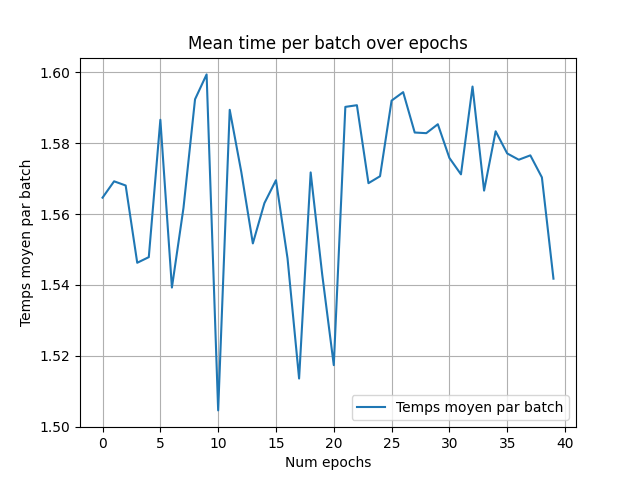 Mean time per batch over epochs
1.60
1.58
1.56
1.54
1.52
1.50
Temps moyen par batch
Temps moyen par batch
0 5 10 15 20 25 30 35 40
Num epochs